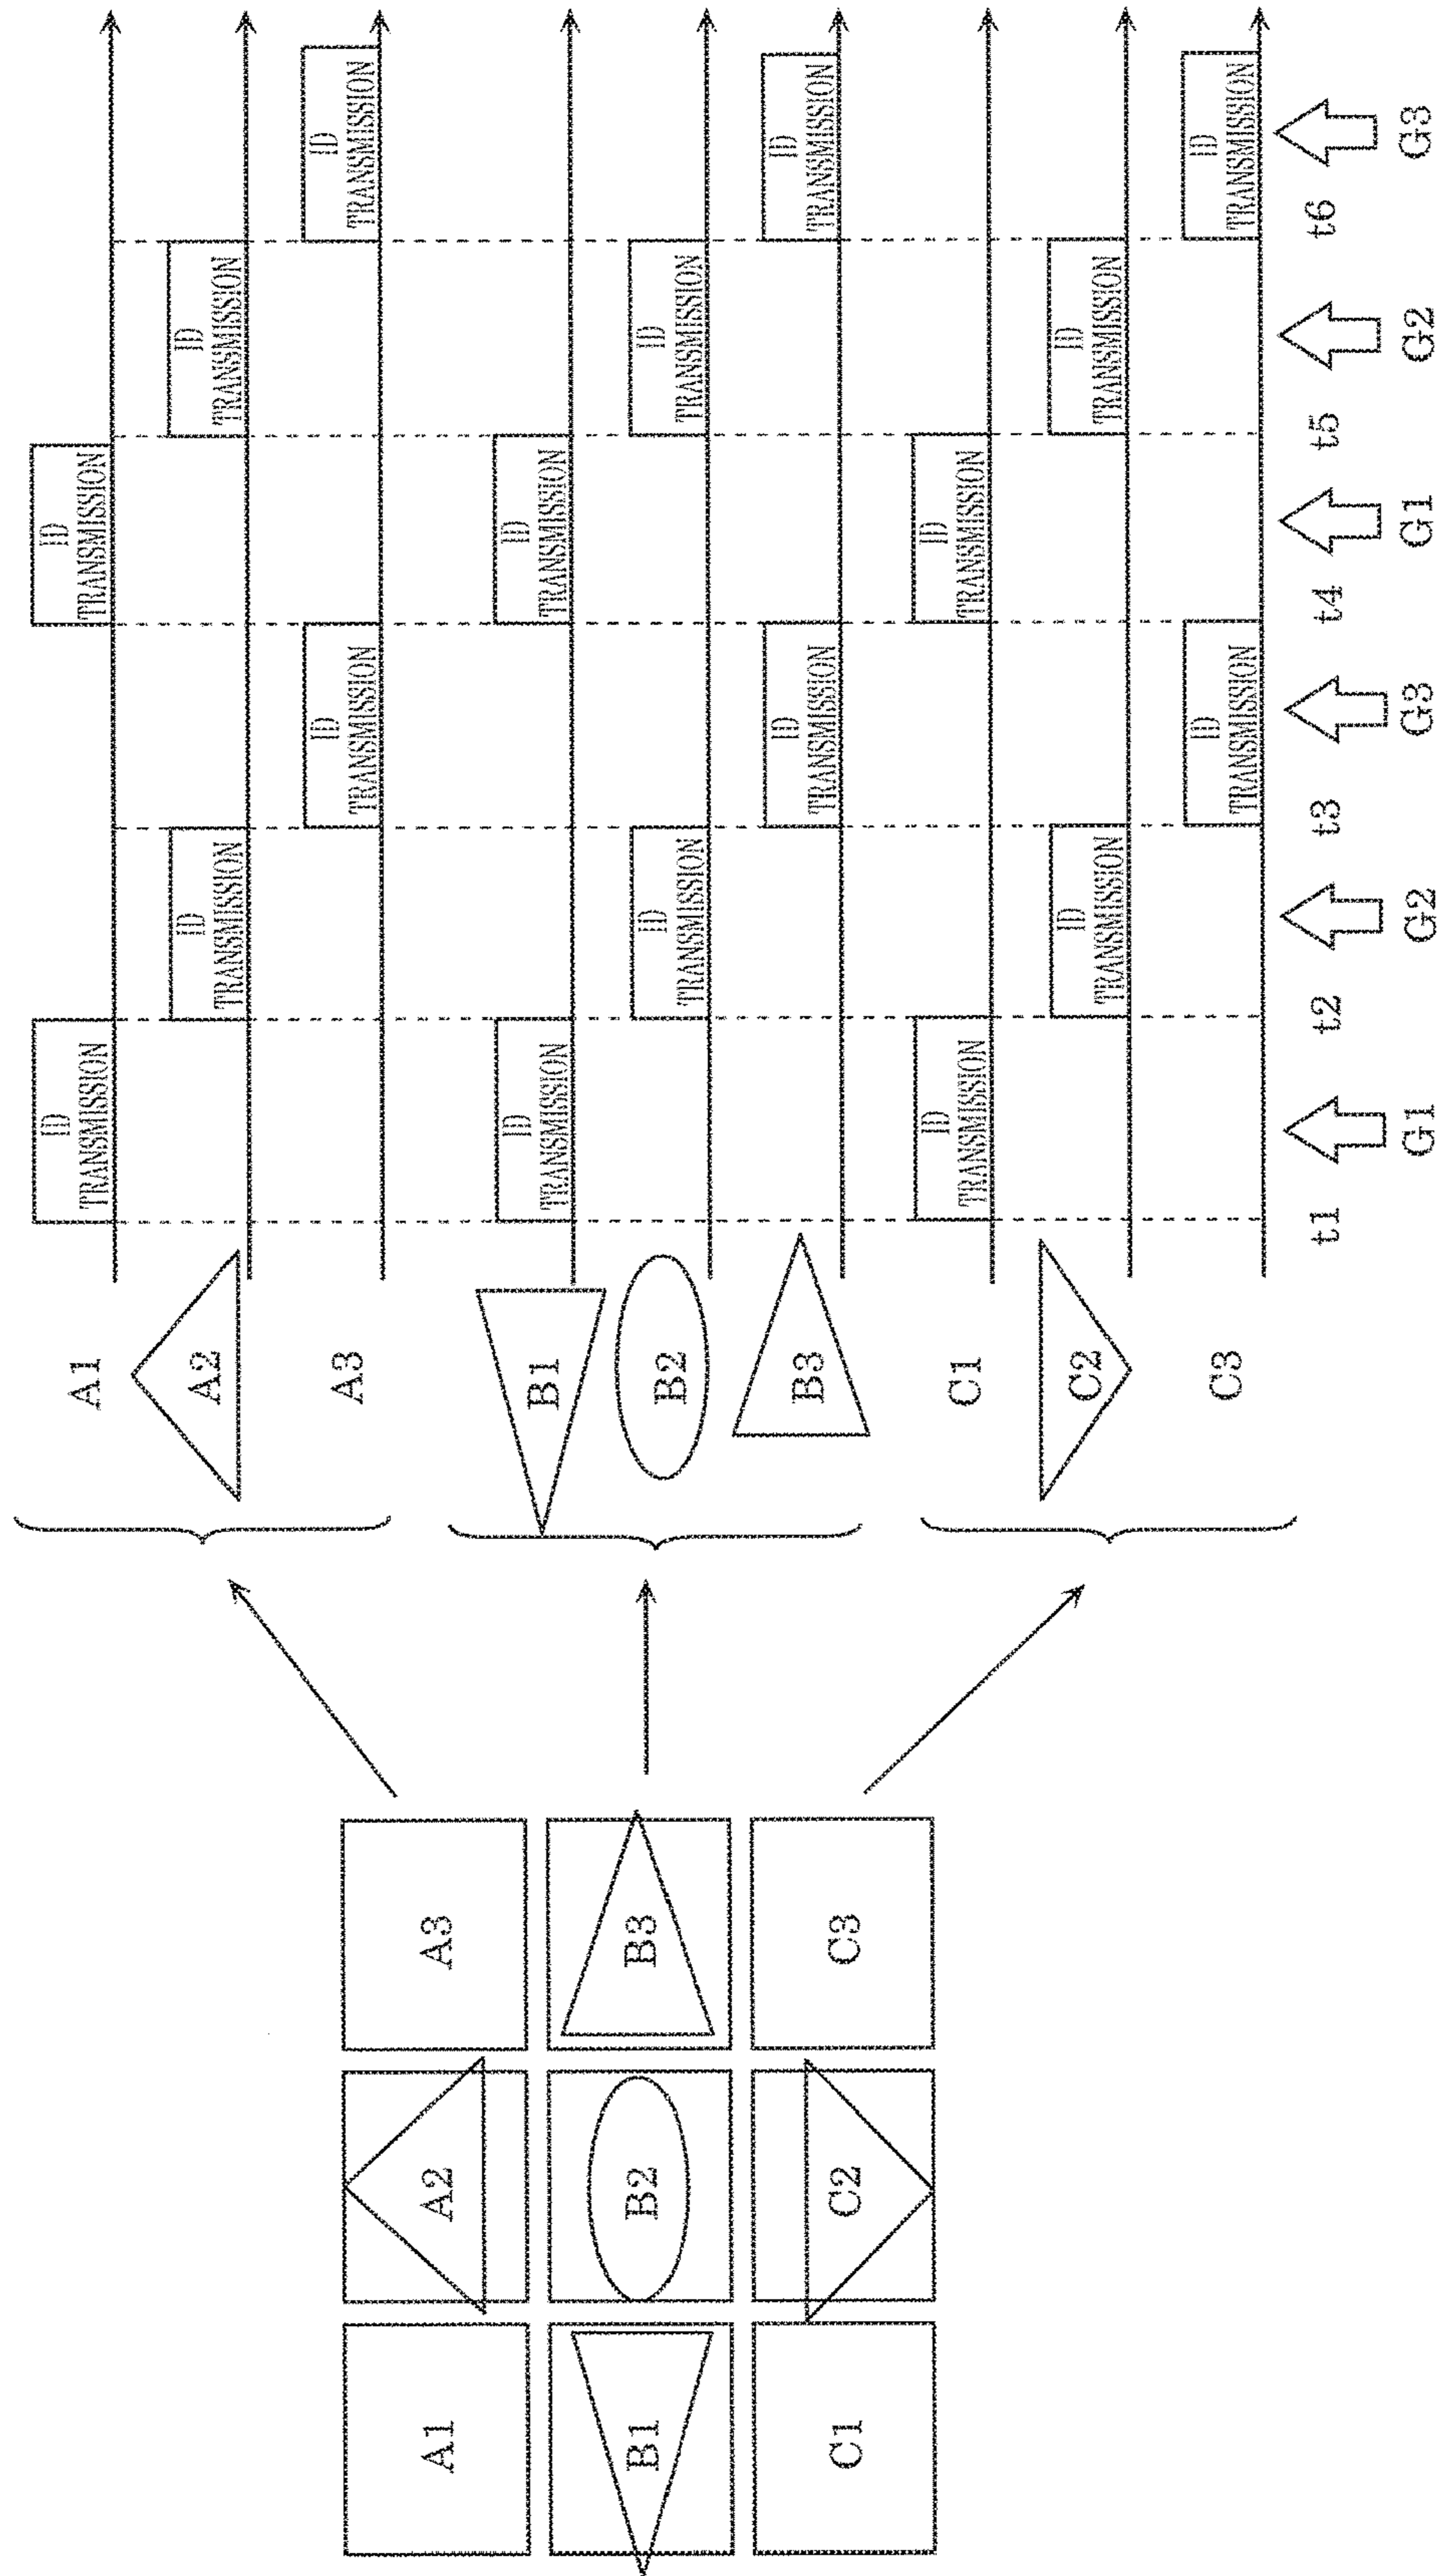 A1
A2
A3
B1
B2
B3
C1
C2
C3
A1
ID
TRANSMISSION
ID
TRANSMISSION
A2
ID
TRANSMISSION
ID
TRANSMISSION
A3
ID
TRANSMISSION
ID
TRANSMISSION
B1
ID
TRANSMISSION
ID
TRANSMISSION
B2
ID
TRANSMISSION
ID
TRANSMISSION
B3
ID
TRANSMISSION
ID
TRANSMISSION
C1
ID
TRANSMISSION
ID
TRANSMISSION
C2
ID
TRANSMISSION
ID
TRANSMISSION
C3
ID
TRANSMISSION
ID
TRANSMISSION
t1
t2
t3
t4
t5
t6
G1
G2
G3
G1
G2
G3